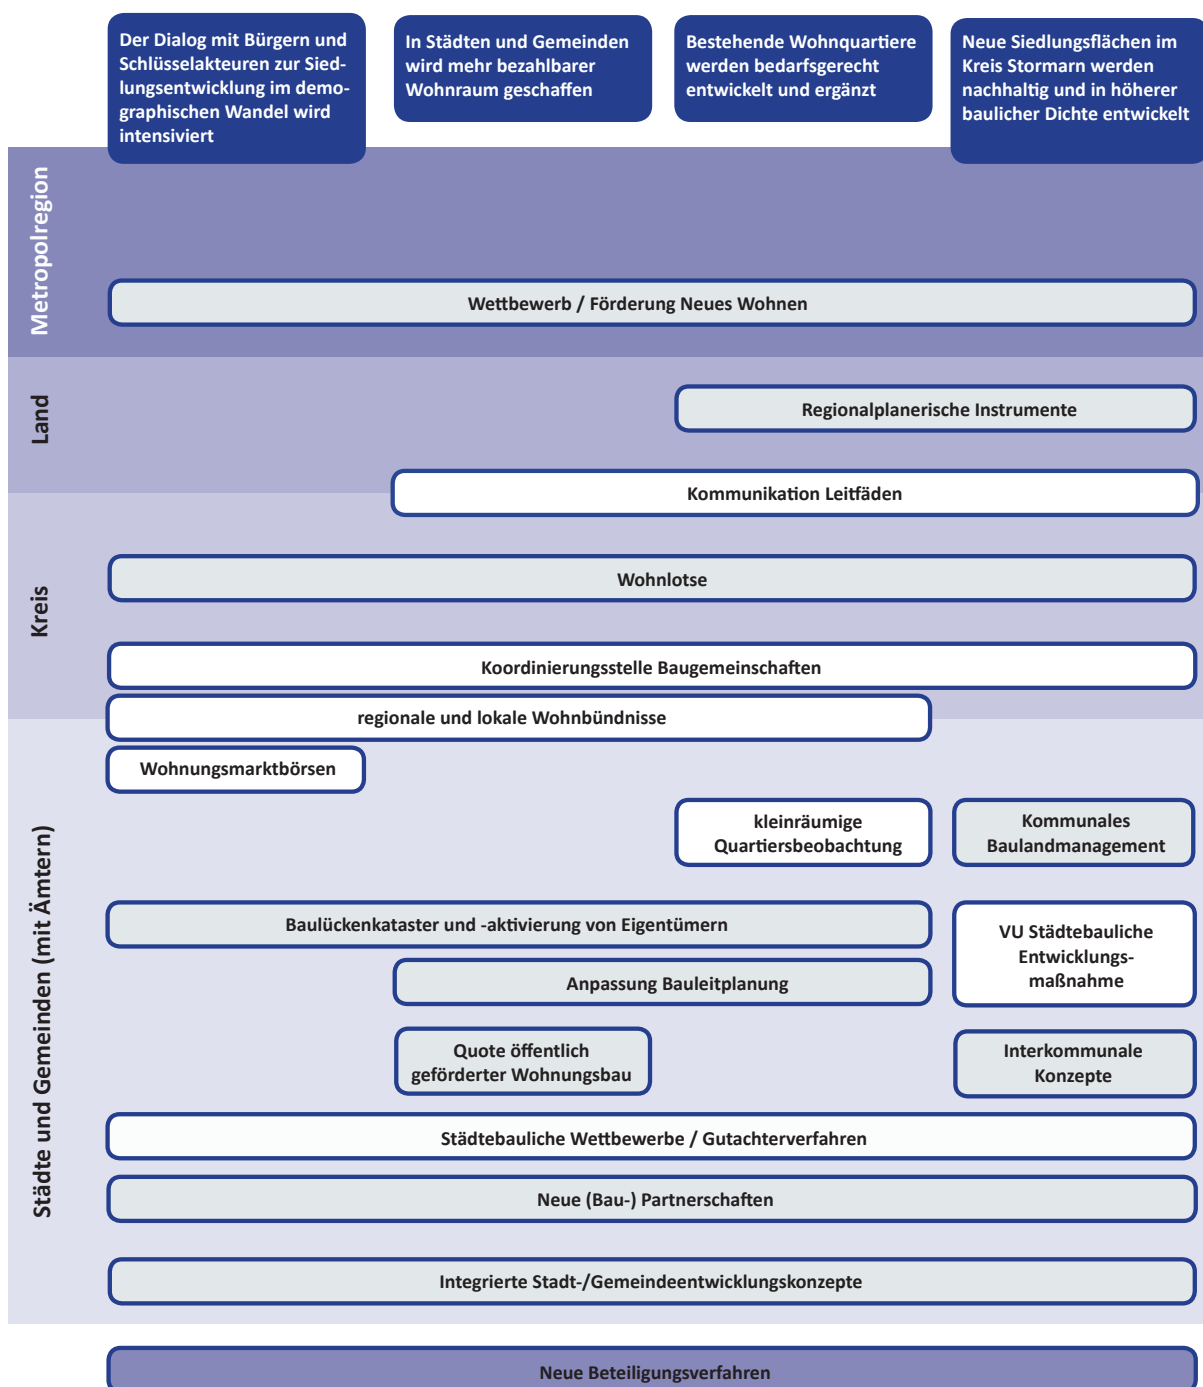 Der Dialog mit Bürgern und
Schlüsselakteuren zur Sied-
lungsentwicklung im demo-
graphischen Wandel wird
intensiviert
In Städten und Gemeinden
wird mehr bezahlbarer
Wohnraum geschaffen
Bestehende Wohnquartiere
werden bedarfsgerecht
entwickelt und ergänzt
Neue Siedlungsflächen im
Kreis Stormarn werden
nachhaltig und in höherer
baulicher Dichte entwickelt
Metropolregion
Wettbewerb / Förderung Neues Wohnen
Land
Regionalplanerische Instrumente
Kommunikation Leitfäden
Kreis
Wohnlotse
Koordinierungsstelle Baugemeinschaften
regionale und lokale Wohnbündnisse
Städte und Gemeinden (mit Ämtern)
Wohnungsmarktbörsen
kleinräumige
Quartiersbeobachtung
Kommunales
Baulandmanagement
Baulückenkataster und -aktivierung von Eigentümern
VU Städtebauliche
Entwicklungs-
maßnahme
Anpassung Bauleitplanung
Quote öffentlich
geförderter Wohnungsbau
Interkommunale
Konzepte
Städtebauliche Wettbewerbe / Gutachterverfahren
Neue (Bau-) Partnerschaften
Integrierte Stadt-/Gemeindeentwicklungskonzepte
Neue Beteiligungsverfahren